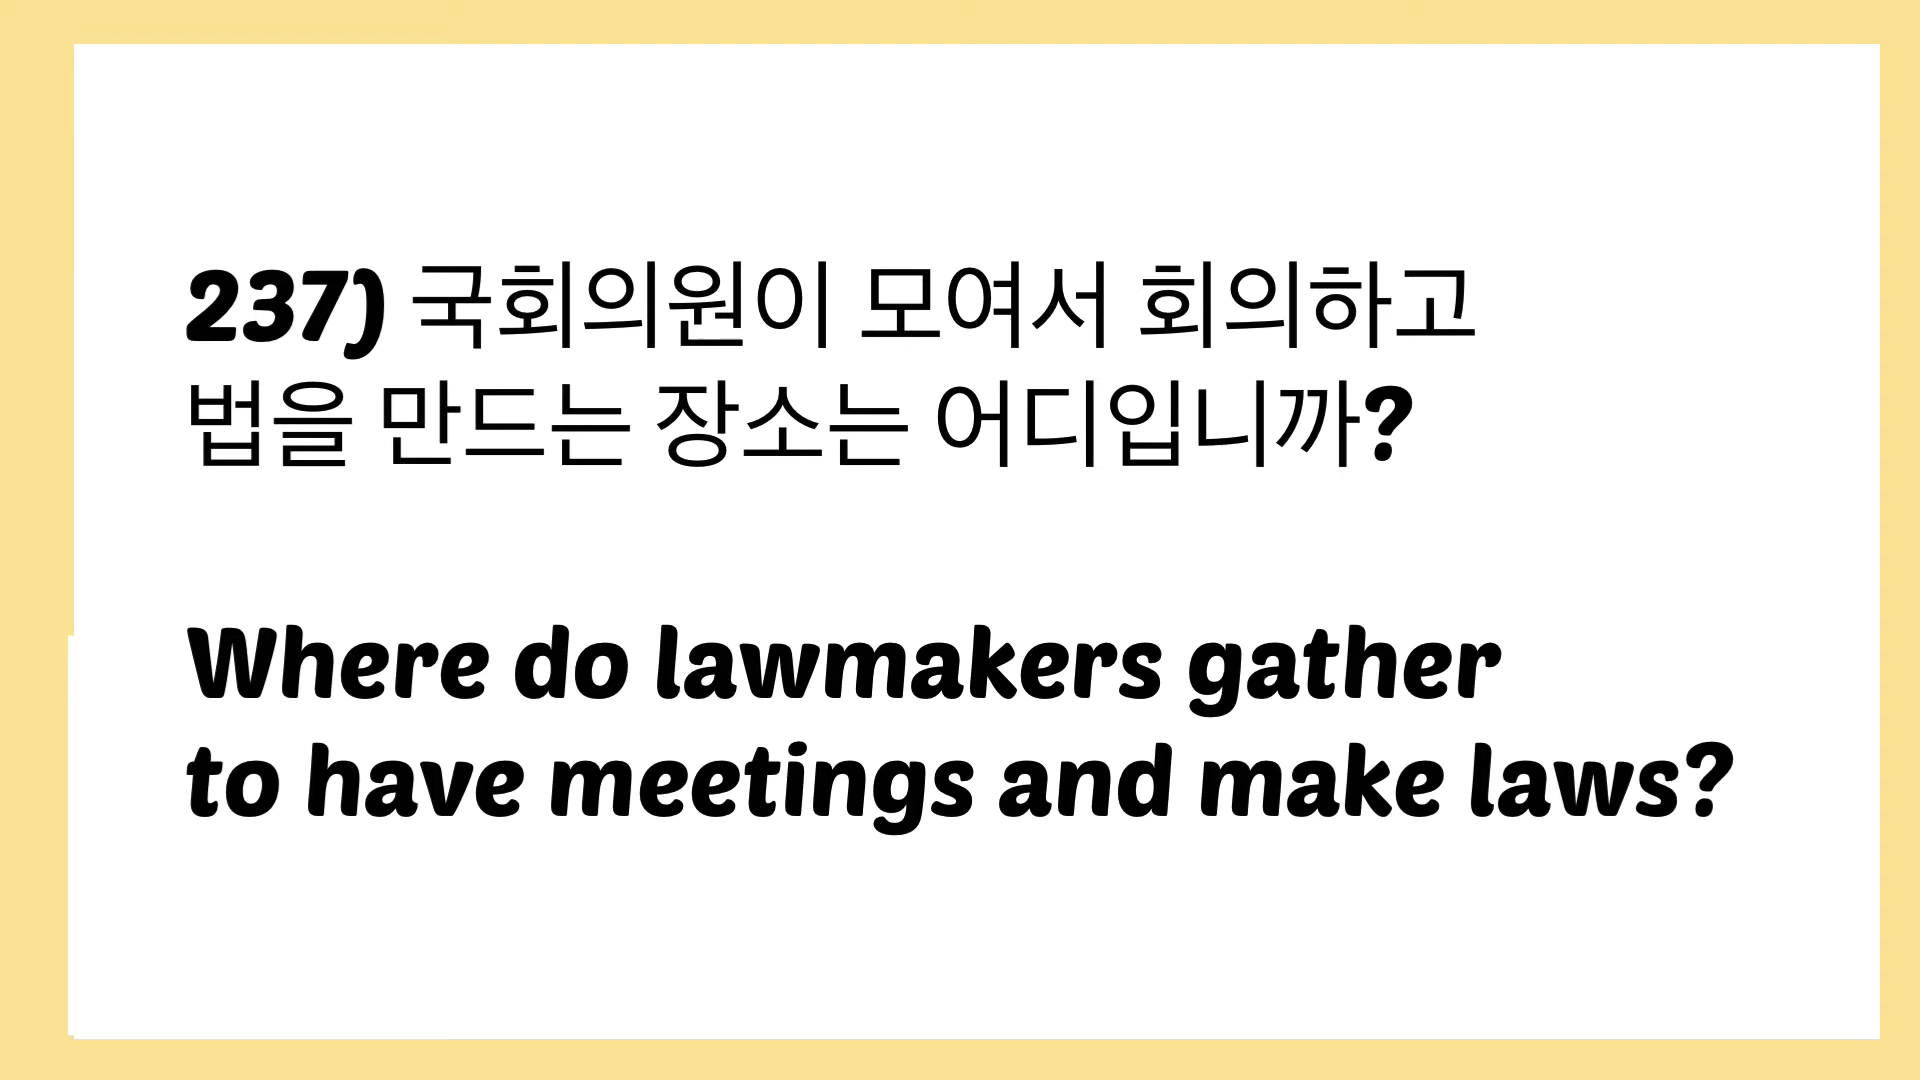 237) 국회의원이 모여서 회의하고
법을 만드는 장소는 어디입니까?
Where do lawmakers gather
to have meetings and make laws?